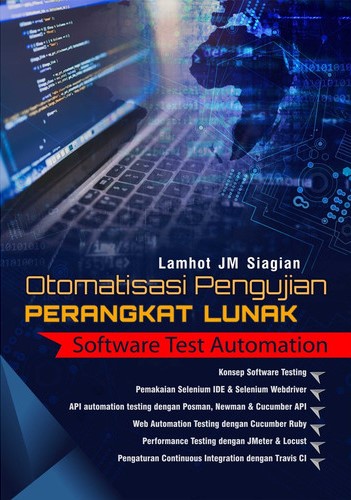 Lamhot JM Siagian
Otomatisasi Pengujian
PERANGKAT LUNAK
Software Test Automation
Konsep Software Testing
Pemakaian Selenium IDE & Selenium Webdriver
API automation testing dengan Posman, Newman & Cucumber API
Web Automation Testing dengan Cucumber Ruby
Performance Testing dengan JMeter & Locust
Pengaturan Continuous Integration dengan Travis CI